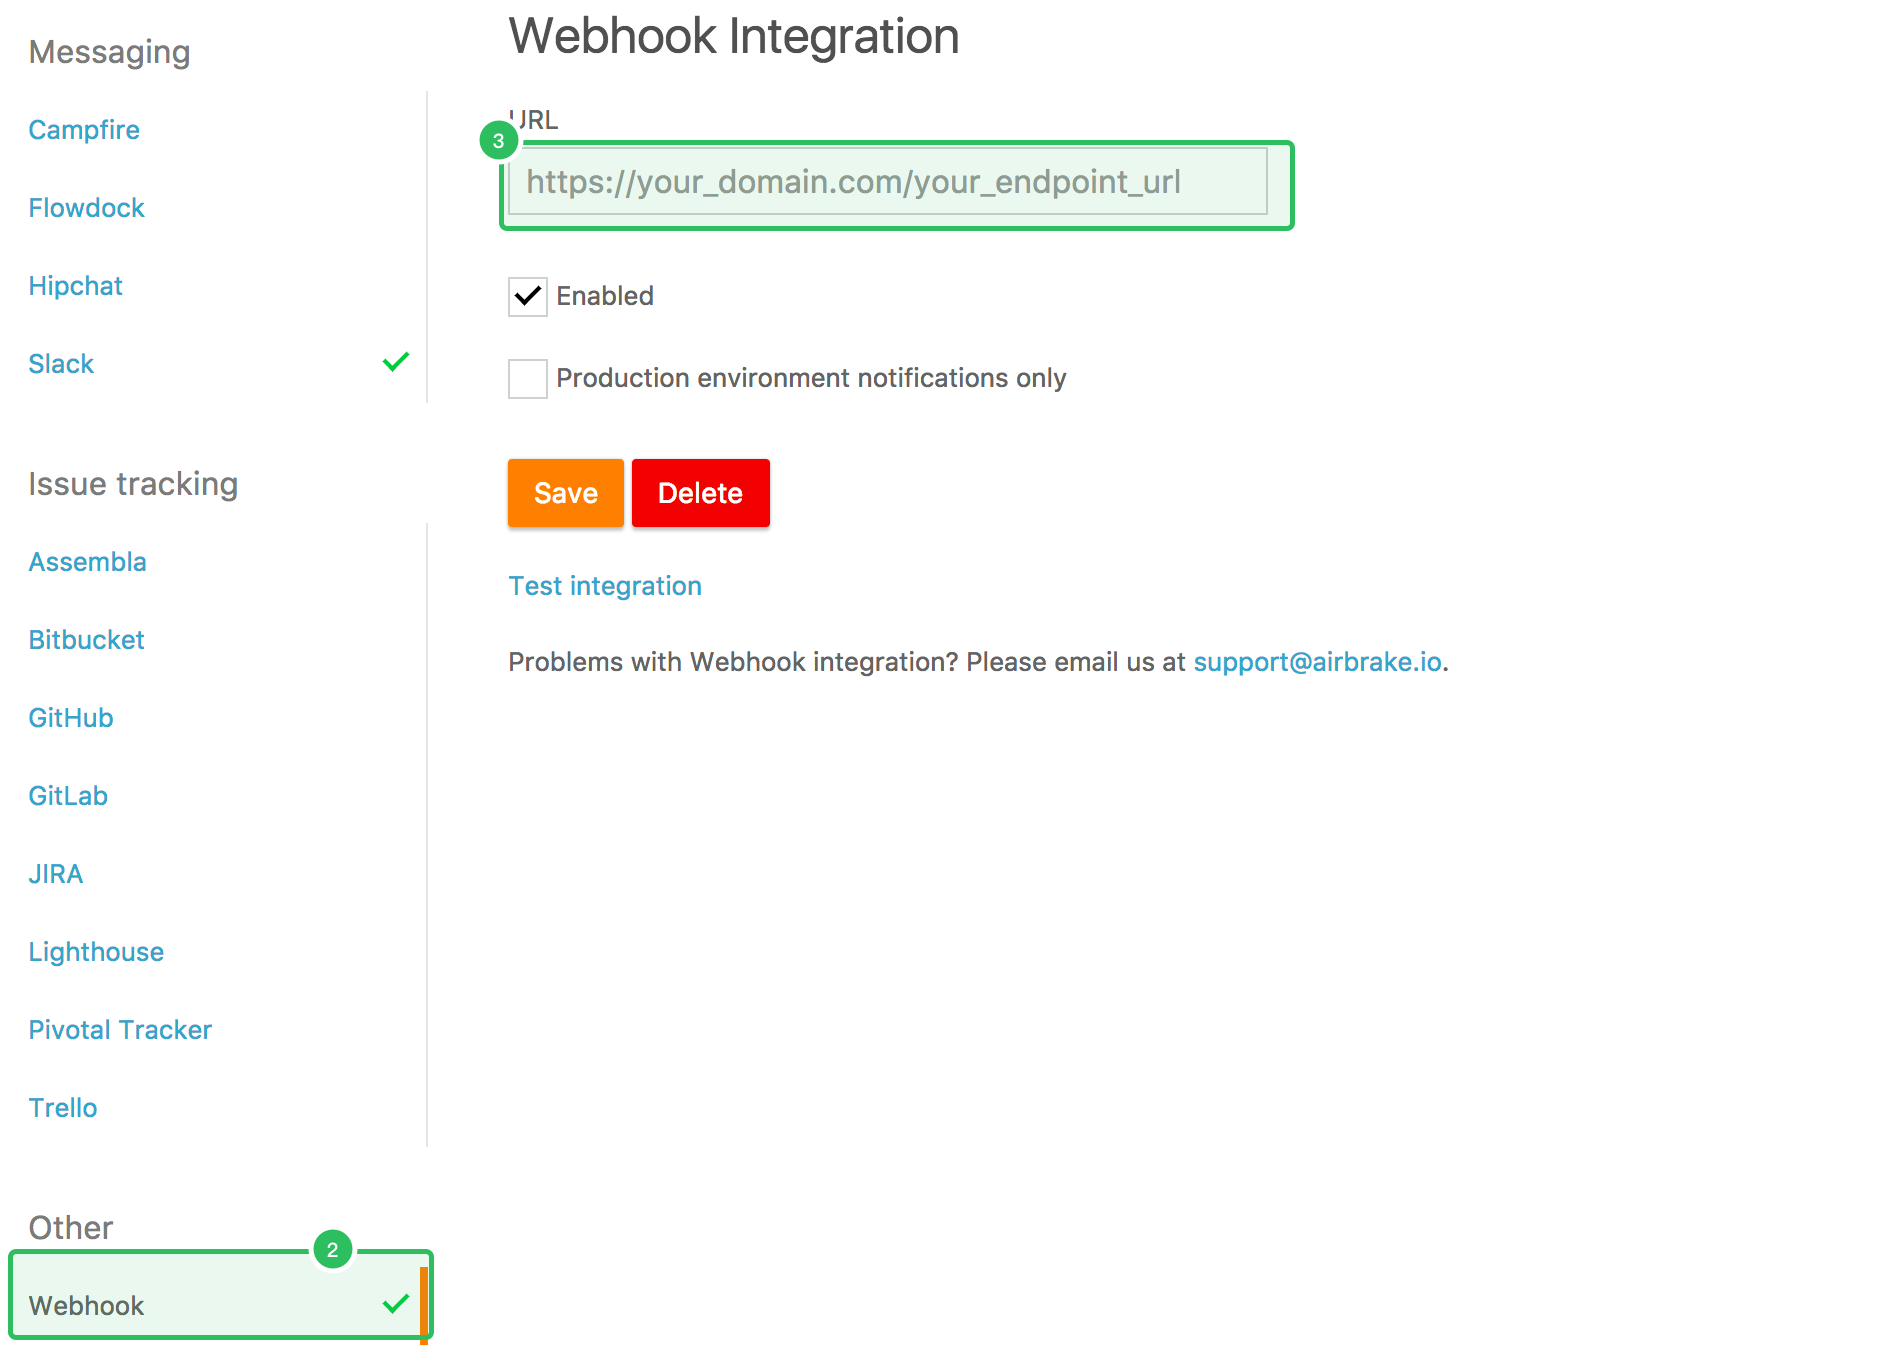 Messaging
Campfire
Flowdock
Hipchat
Slack
Issue tracking
Assembla
Bitbucket
GitHub
GitLab
JIRA
Lighthouse
Pivotal Tracker
Trello
Other
2
Webhook
Webhook Integration
URL
3
https://your_domain.com/your_endpoint_url
Enabled
Production environment notifications only
Save Delete
Test integration
Problems with Webhook integration? Please email us at support@airbrake.io.